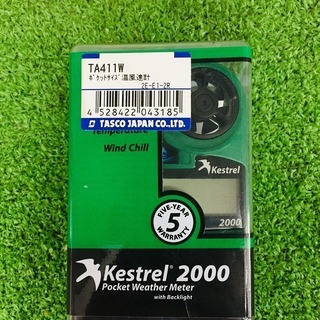 TA411W
ﾎﾟｹｯﾄｻｲｽﾞ温風速計
2E-E1-2R
4 528422 043185
TASCO JAPAN CO.,LTD.
Temperature
Wind Chill
Kestrel
2000
FIVE-YEAR
5
WARRANTY
Kestrel® 2000
Pocket Weather Meter
with Backlight